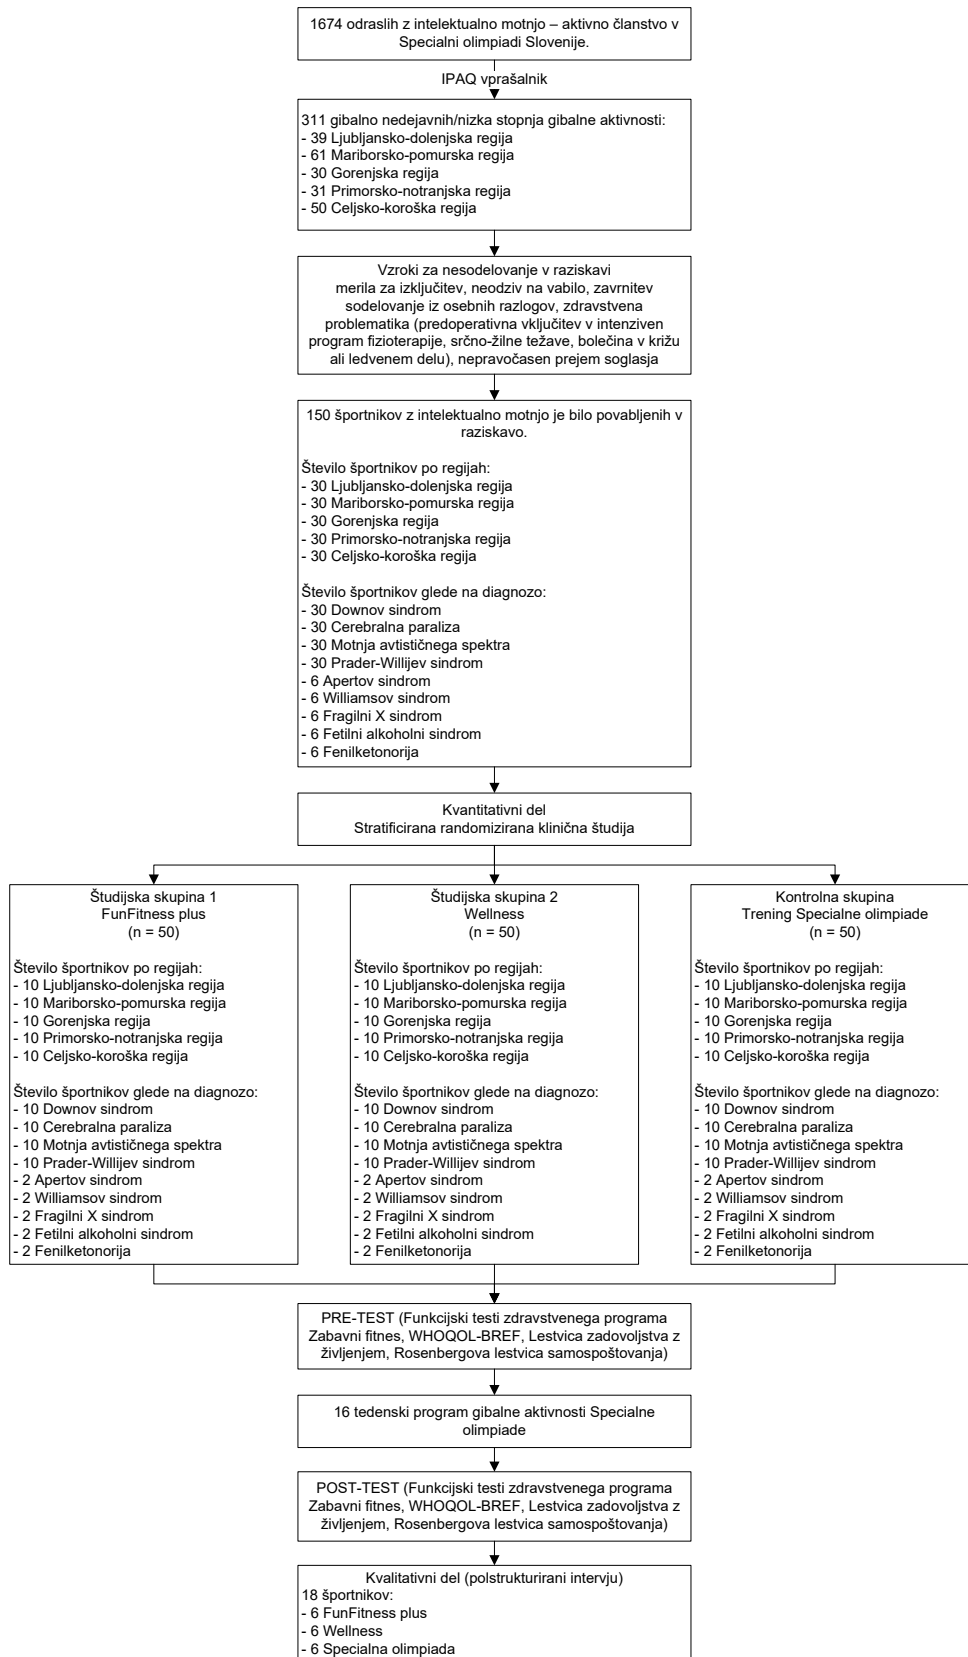 1674 odraslih z intelektualno motnjo – aktivno članstvo v
Specialni olimpiadi Slovenije.
IPAQ vprašalnik
311 gibalno nedejavnih/nizka stopnja gibalne aktivnosti:
- 39 Ljubljansko-dolenjska regija
- 61 Mariborsko-pomurska regija
- 30 Gorenjska regija
- 31 Primorsko-notranjska regija
- 50 Celjsko-koroška regija
Vzroki za nesodelovanje v raziskavi
merila za izključitev, neodziv na vabilo, zavrnitev
sodelovanje iz osebnih razlogov, zdravstvena
problematika (predoperativna vključitev v intenziven
program fizioterapije, srčno-žilne težave, bolečina v križu
ali ledvenem delu), nepravočasen prejem soglasja
150 športnikov z intelektualno motnjo je bilo povabljenih v
raziskavo.
Število športnikov po regijah:
- 30 Ljubljansko-dolenjska regija
- 30 Mariborsko-pomurska regija
- 30 Gorenjska regija
- 30 Primorsko-notranjska regija
- 30 Celjsko-koroška regija
Število športnikov glede na diagnozo:
- 30 Downov sindrom
- 30 Cerebralna paraliza
- 30 Motnja avtističnega spektra
- 30 Prader-Willijev sindrom
- 6 Apertov sindrom
- 6 Williamsov sindrom
- 6 Fragilni X sindrom
- 6 Fetilni alkoholni sindrom
- 6 Fenilketonorija
Kvantitativni del
Stratificirana randomizirana klinična študija
Študijska skupina 1
FunFitness plus
(n = 50)
Število športnikov po regijah:
- 10 Ljubljansko-dolenjska regija
- 10 Mariborsko-pomurska regija
- 10 Gorenjska regija
- 10 Primorsko-notranjska regija
- 10 Celjsko-koroška regija
Število športnikov glede na diagnozo:
- 10 Downov sindrom
- 10 Cerebralna paraliza
- 10 Motnja avtističnega spektra
- 10 Prader-Willijev sindrom
- 2 Apertov sindrom
- 2 Williamsov sindrom
- 2 Fragilni X sindrom
- 2 Fetilni alkoholni sindrom
- 2 Fenilketonorija
Študijska skupina 2
Wellness
(n = 50)
Število športnikov po regijah:
- 10 Ljubljansko-dolenjska regija
- 10 Mariborsko-pomurska regija
- 10 Gorenjska regija
- 10 Primorsko-notranjska regija
- 10 Celjsko-koroška regija
Število športnikov glede na diagnozo:
- 10 Downov sindrom
- 10 Cerebralna paraliza
- 10 Motnja avtističnega spektra
- 10 Prader-Willijev sindrom
- 2 Apertov sindrom
- 2 Williamsov sindrom
- 2 Fragilni X sindrom
- 2 Fetilni alkoholni sindrom
- 2 Fenilketonorija
Kontrolna skupina
Trening Specialne olimpiade
(n = 50)
Število športnikov po regijah:
- 10 Ljubljansko-dolenjska regija
- 10 Mariborsko-pomurska regija
- 10 Gorenjska regija
- 10 Primorsko-notranjska regija
- 10 Celjsko-koroška regija
Število športnikov glede na diagnozo:
- 10 Downov sindrom
- 10 Cerebralna paraliza
- 10 Motnja avtističnega spektra
- 10 Prader-Willijev sindrom
- 2 Apertov sindrom
- 2 Williamsov sindrom
- 2 Fragilni X sindrom
- 2 Fetilni alkoholni sindrom
- 2 Fenilketonorija
PRE-TEST (Funkcijski testi zdravstvenega programa
Zabavni fitnes, WHOQOL-BREF, Lestvica zadovoljstva z
življenjem, Rosenbergova lestvica samospoštovanja)
16 tedenski program gibalne aktivnosti Specialne
olimpiade
POST-TEST (Funkcijski testi zdravstvenega programa
Zabavni fitnes, WHOQOL-BREF, Lestvica zadovoljstva z
življenjem, Rosenbergova lestvica samospoštovanja)
Kvalitativni del (polstrukturirani intervju)
18 športnikov:
- 6 FunFitness plus
- 6 Wellness
- 6 Specialna olimpiada